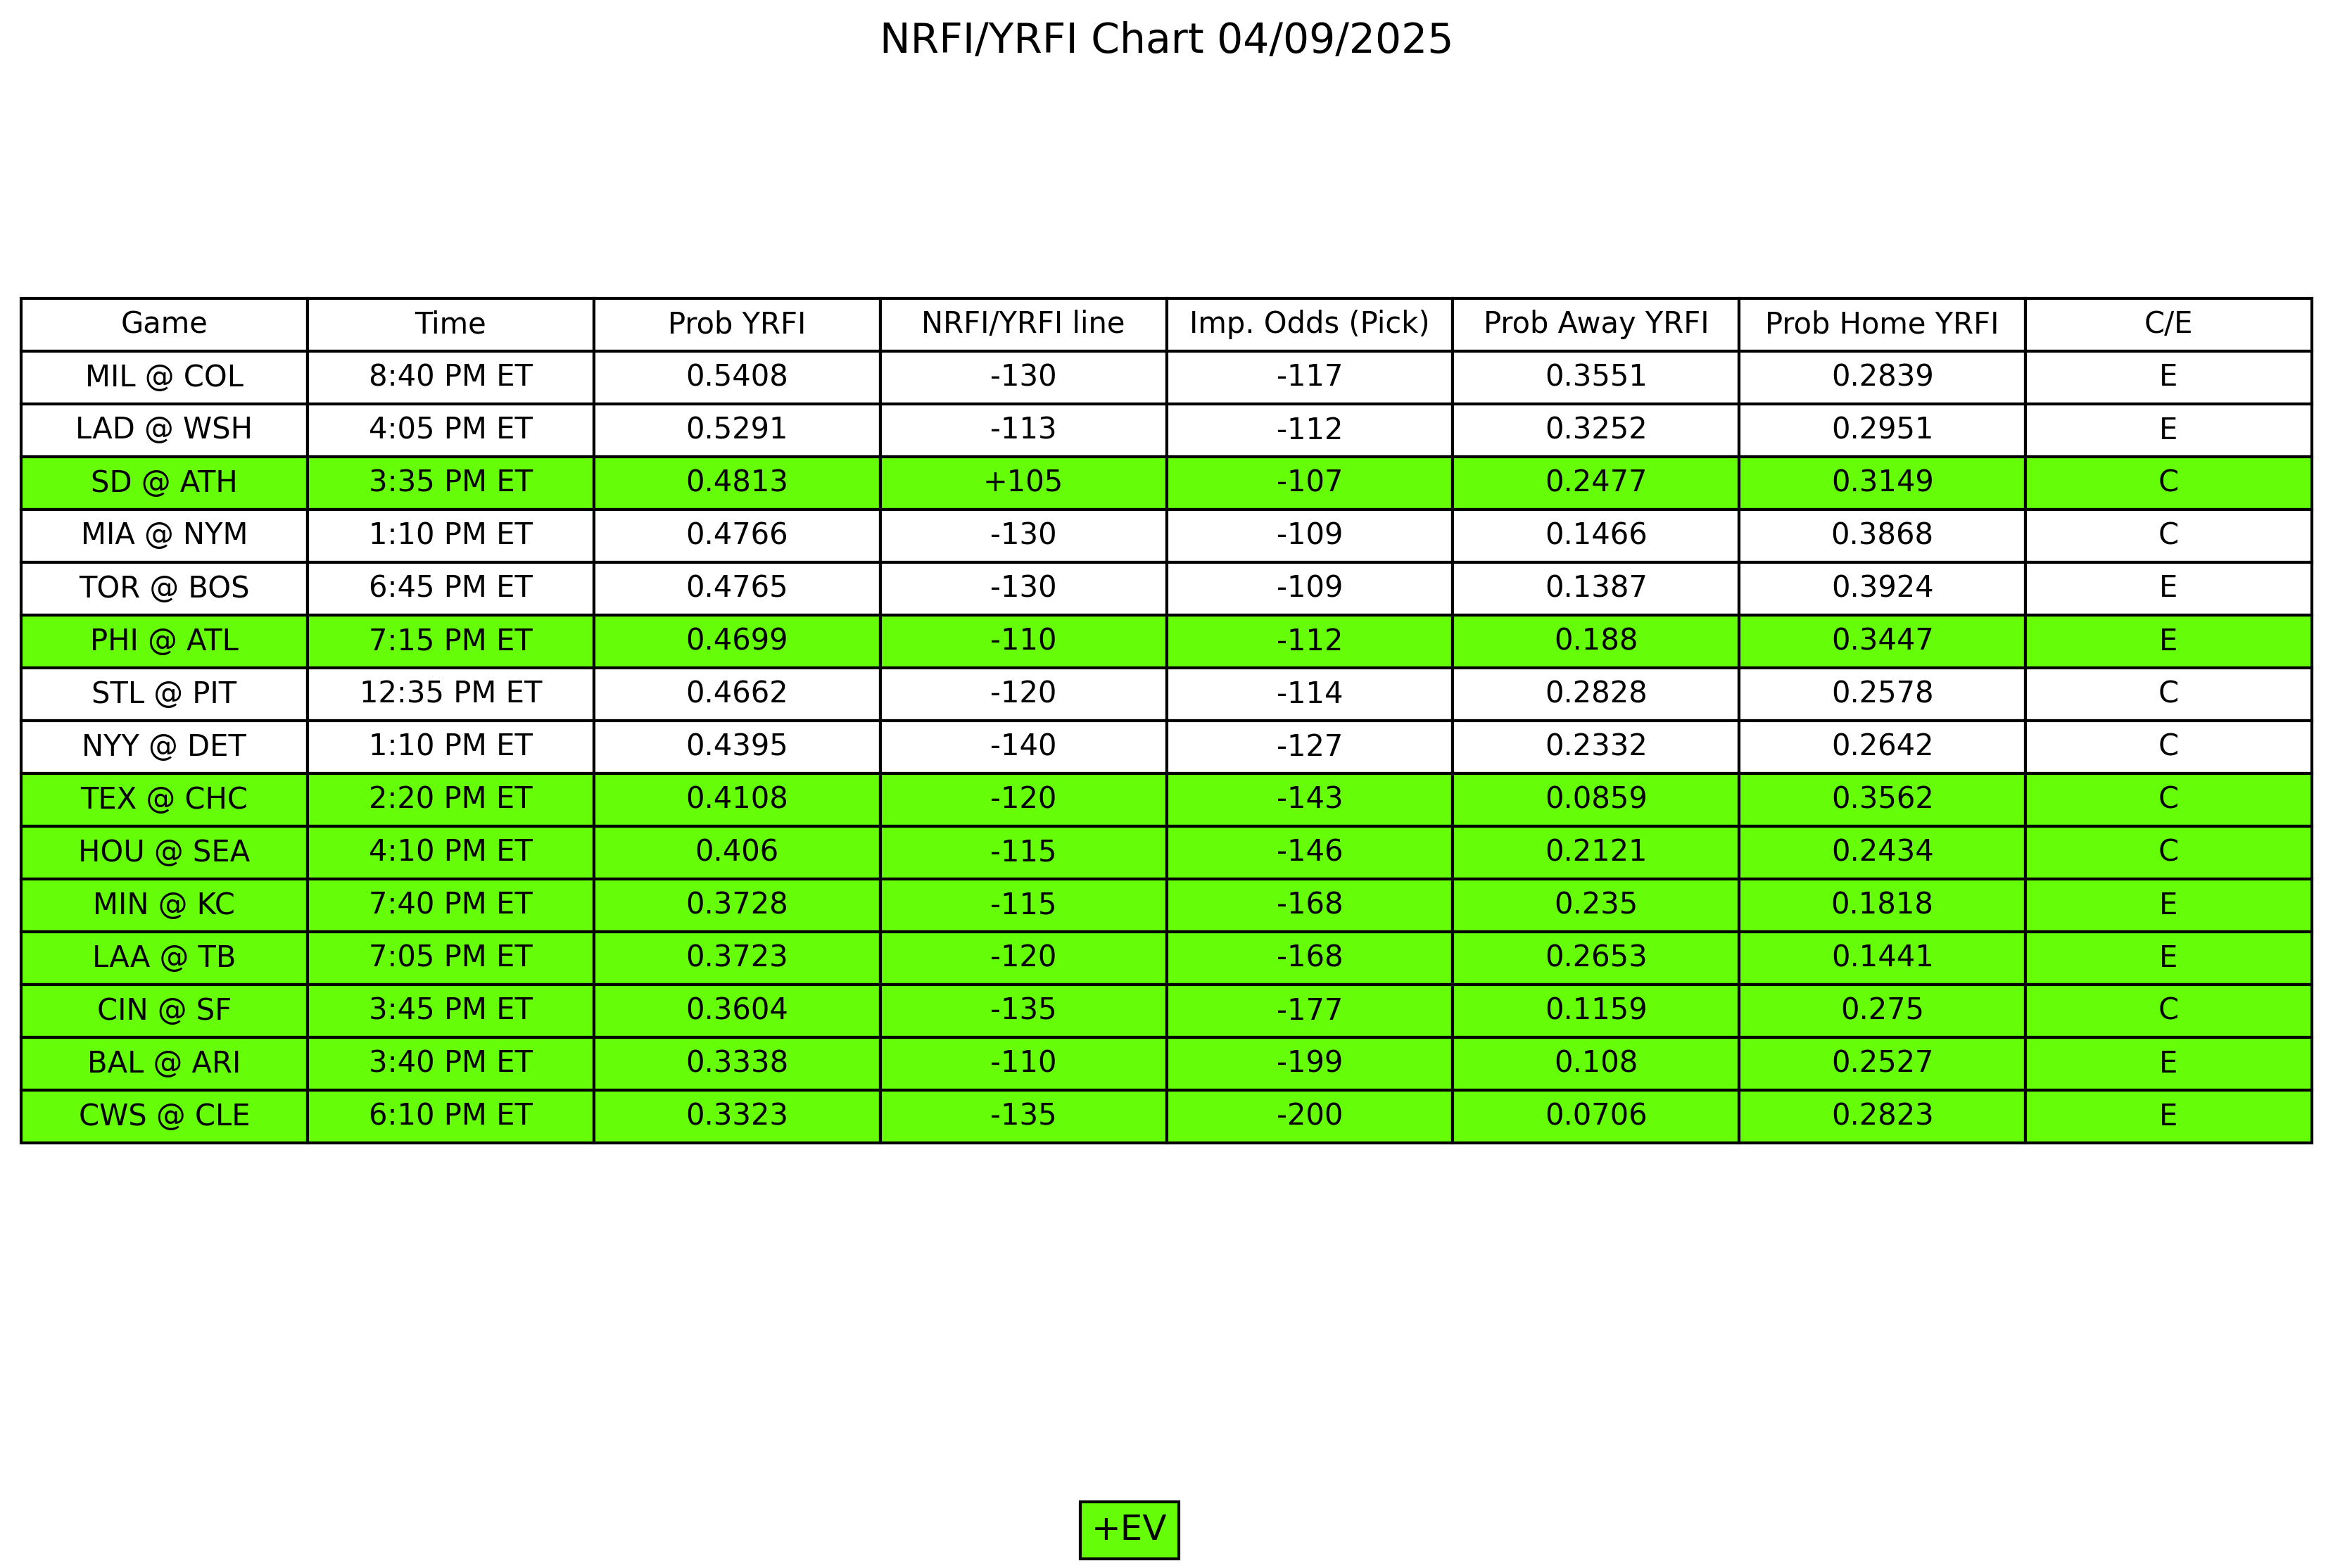 NRFI/YRFI Chart 04/09/2025
Game Time Prob YRFI NRFI/YRFI line Imp. Odds (Pick) Prob Away YRFI Prob Home YRFI C/E
MIL @ COL 8:40 PM ET 0.5408 -130 -117 0.3551 0.2839 E
LAD @ WSH 4:05 PM ET 0.5291 -113 -112 0.3252 0.2951 E
SD @ ATH 3:35 PM ET 0.4813 +105 -107 0.2477 0.3149 C
MIA @ NYM 1:10 PM ET 0.4766 -130 -109 0.1466 0.3868 C
TOR @ BOS 6:45 PM ET 0.4765 -130 -109 0.1387 0.3924 E
PHI @ ATL 7:15 PM ET 0.4699 -110 -112 0.188 0.3447 E
STL @ PIT 12:35 PM ET 0.4662 -120 -114 0.2828 0.2578 C
NYY @ DET 1:10 PM ET 0.4395 -140 -127 0.2332 0.2642 C
TEX @ CHC 2:20 PM ET 0.4108 -120 -143 0.0859 0.3562 C
HOU @ SEA 4:10 PM ET 0.406 -115 -146 0.2121 0.2434 C
MIN @ KC 7:40 PM ET 0.3728 -115 -168 0.235 0.1818 E
LAA @ TB 7:05 PM ET 0.3723 -120 -168 0.2653 0.1441 E
CIN @ SF 3:45 PM ET 0.3604 -135 -177 0.1159 0.275 C
BAL @ ARI 3:40 PM ET 0.3338 -110 -199 0.108 0.2527 E
CWS @ CLE 6:10 PM ET 0.3323 -135 -200 0.0706 0.2823 E
+EV